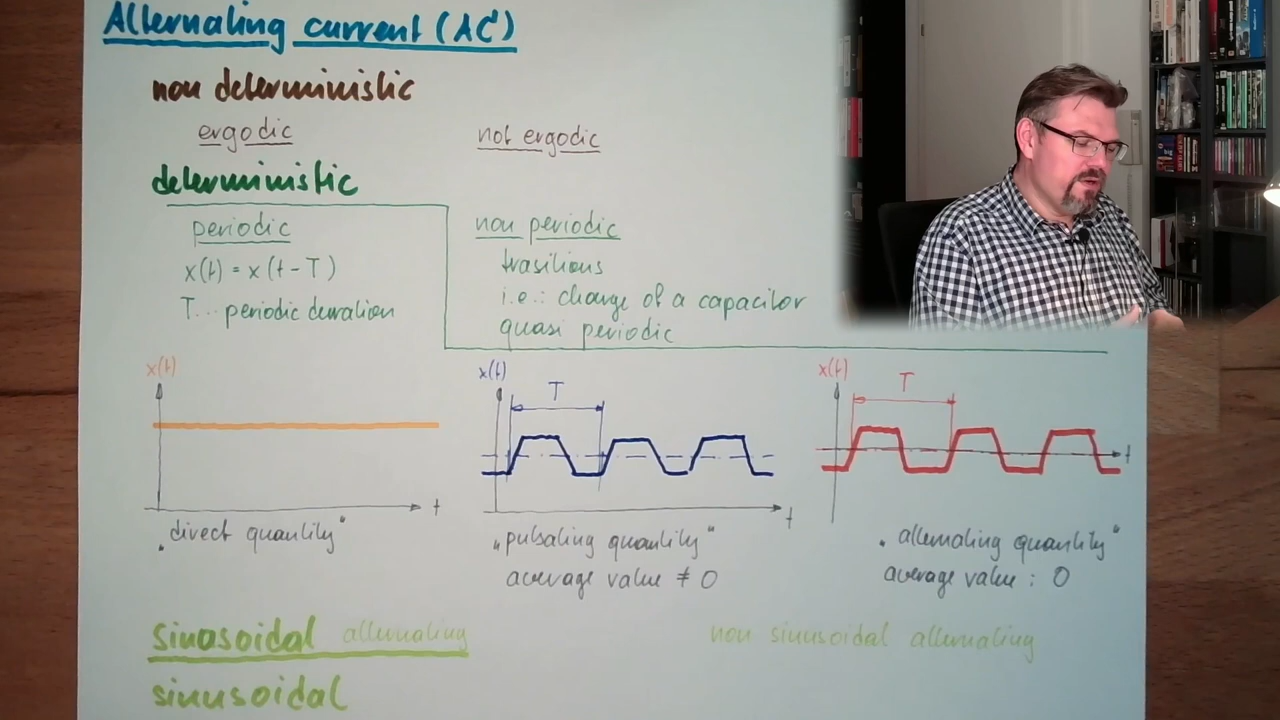 Alternating current (AC)
non deterministic
ergodic
not ergodic
deterministic
periodic
x(t) = x(t-T)
T... periodic duration
non periodic
trasitions
i.e.: charge of a capacitor
quasi periodic
x(t)
t
„direct quantity“
x(t)
T
t
„pulsating quantity“
average value ≠ 0
x(t)
T
t
„alternating quantity“
average value: 0
sinusoidal alternating
non sinusoidal alternating
sinusoidal